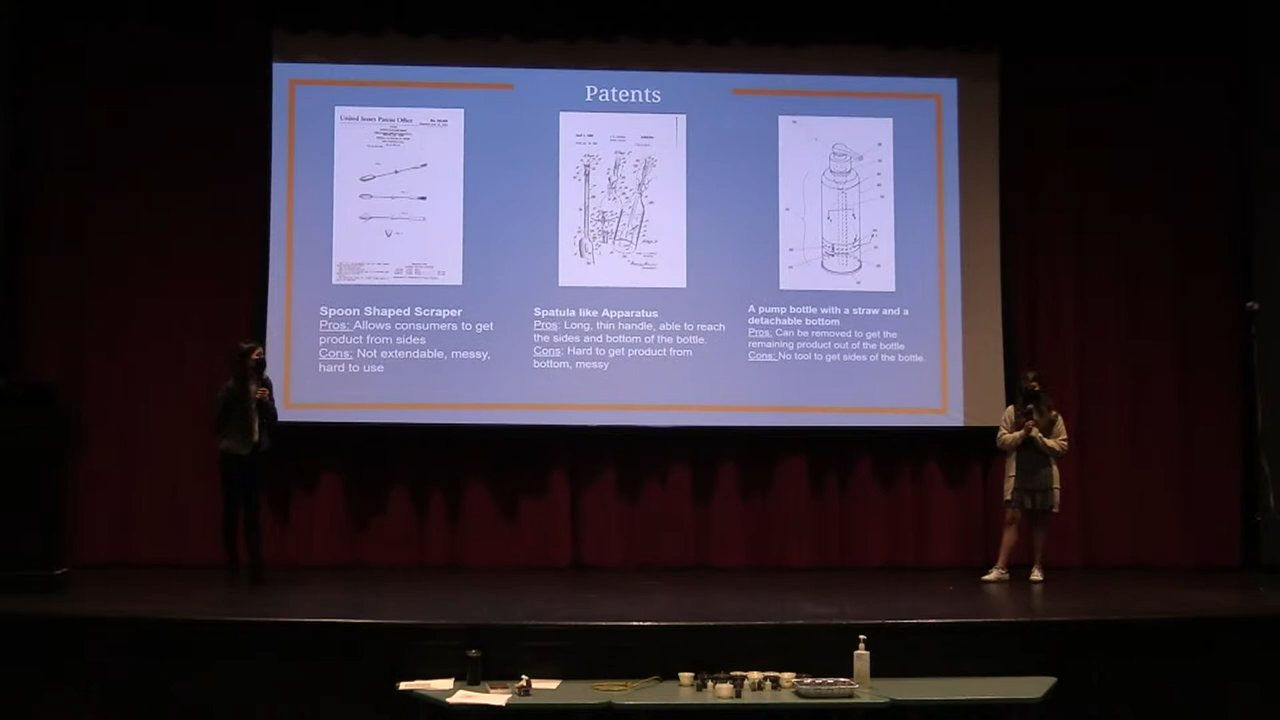 Patents
United States Patent Office
Spoon Shaped Scraper
Pros: Allows consumers to get
product from sides
Cons: Not extendable, messy,
hard to use
Spatula like Apparatus
Pros: Long, thin handle, able to reach
the sides and bottom of the bottle.
Cons: Hard to get product from
bottom, messy
A pump bottle with a straw and a
detachable bottom
Pros: Can be removed to get the
remaining product out of the bottle
Cons: No tool to get sides of the bottle.